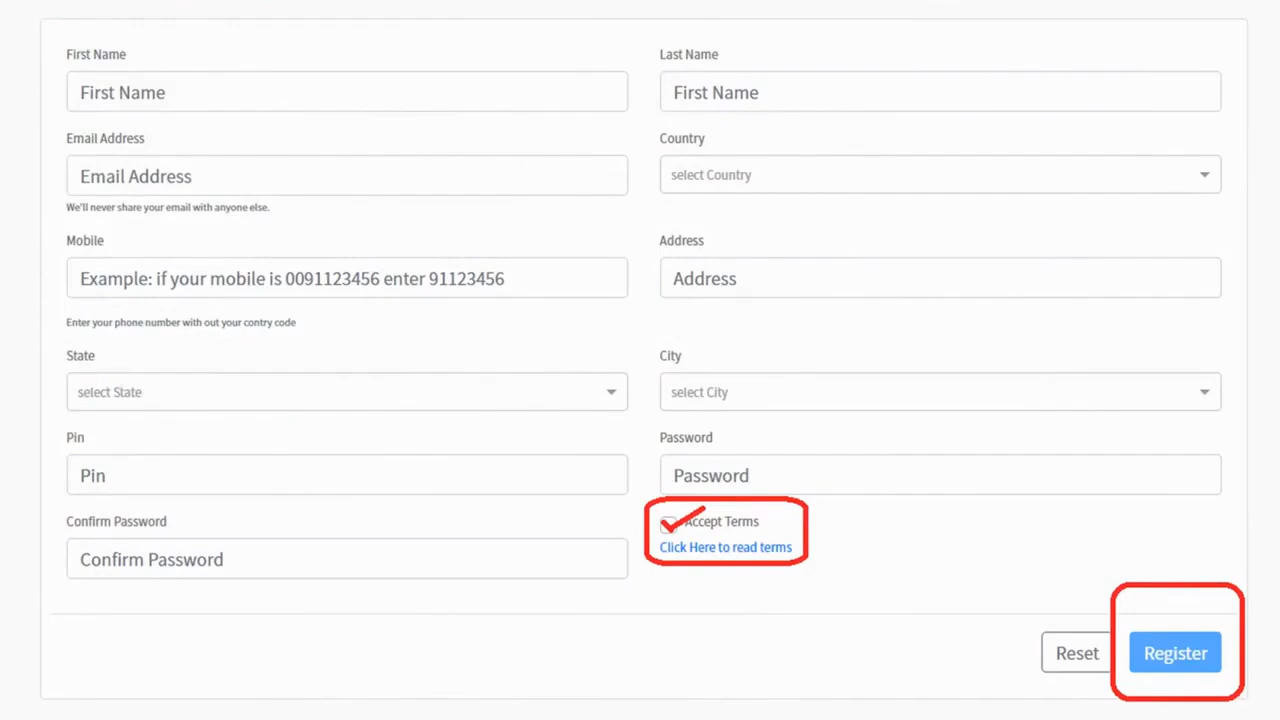 First Name
Last Name
First Name
First Name
Email Address
Country
Email Address
select Country
We'll never share your email with anyone else.
Mobile
Address
Example: if your mobile is 0091123456 enter 91123456
Address
Enter your phone number with out your contry code
State
City
select State
select City
Pin
Password
Pin
Password
Confirm Password
Accept Terms
Click Here to read terms
Confirm Password
Reset
Register